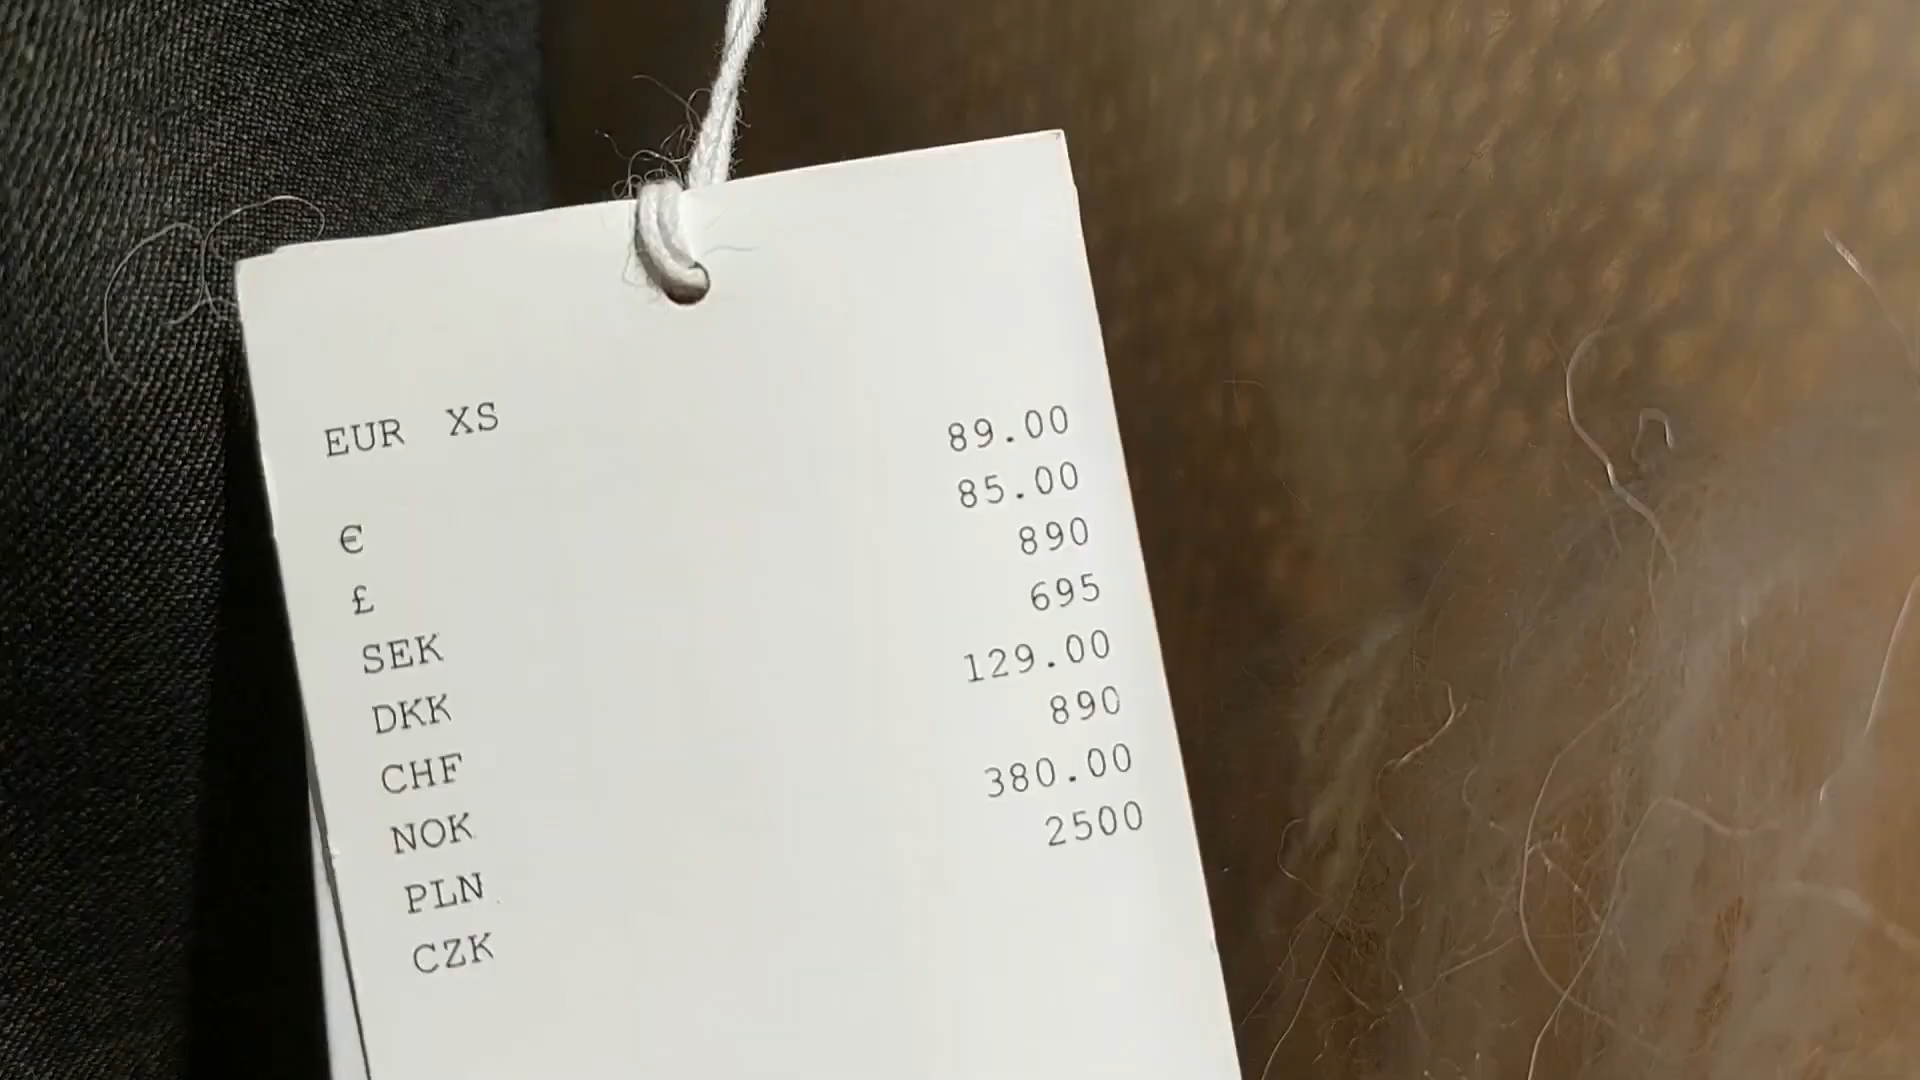 EUR XS
€ 89.00
£ 85.00
SEK 890
DKK 695
CHF 129.00
NOK 890
PLN 380.00
CZK 2500